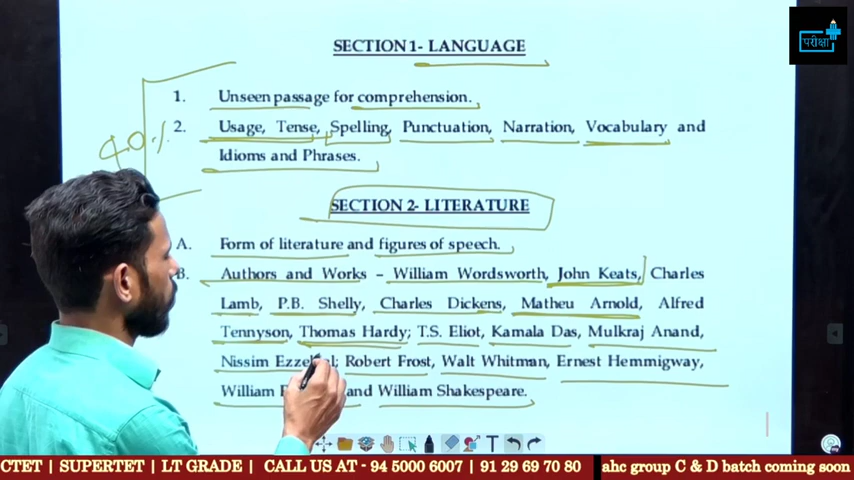 परीक्षा
SECTION 1- LANGUAGE
1. Unseen passage for comprehension.
2. Usage, Tense, Spelling, Punctuation, Narration, Vocabulary and
Idioms and Phrases.
40%
SECTION 2- LITERATURE
A. Form of literature and figures of speech.
B. Authors and Works – William Wordsworth, John Keats, Charles
Lamb, P.B. Shelly, Charles Dickens, Matheu Arnold, Alfred
Tennyson, Thomas Hardy; T.S. Eliot, Kamala Das, Mulkraj Anand,
Nissim Robert Frost, Walt Whitman, Ernest Hemmigway,
William and William Shakespeare.
CTET | SUPERTET | LT GRADE | CALL US AT - 94 5000 6007 | 91 29 69 70 80 ahc group C & D batch coming soon